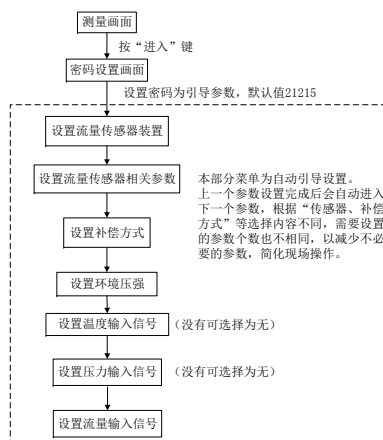 测量画面
按“进入”键
密码设置画面
设置密码为引导参数，默认值21215
设置流量传感器装置
设置流量传感器相关参数
本部分菜单为自动引导设置。
上一个参数设置完成后会自动进入
下一个参数，根据“传感器、补偿
方式”等选择内容不同，需要设置
的参数个数也不相同，以减少不必
要的参数，简化现场操作。
设置补偿方式
设置环境压强
设置温度输入信号
（没有可选择为无）
设置压力输入信号
（没有可选择为无）
设置流量输入信号